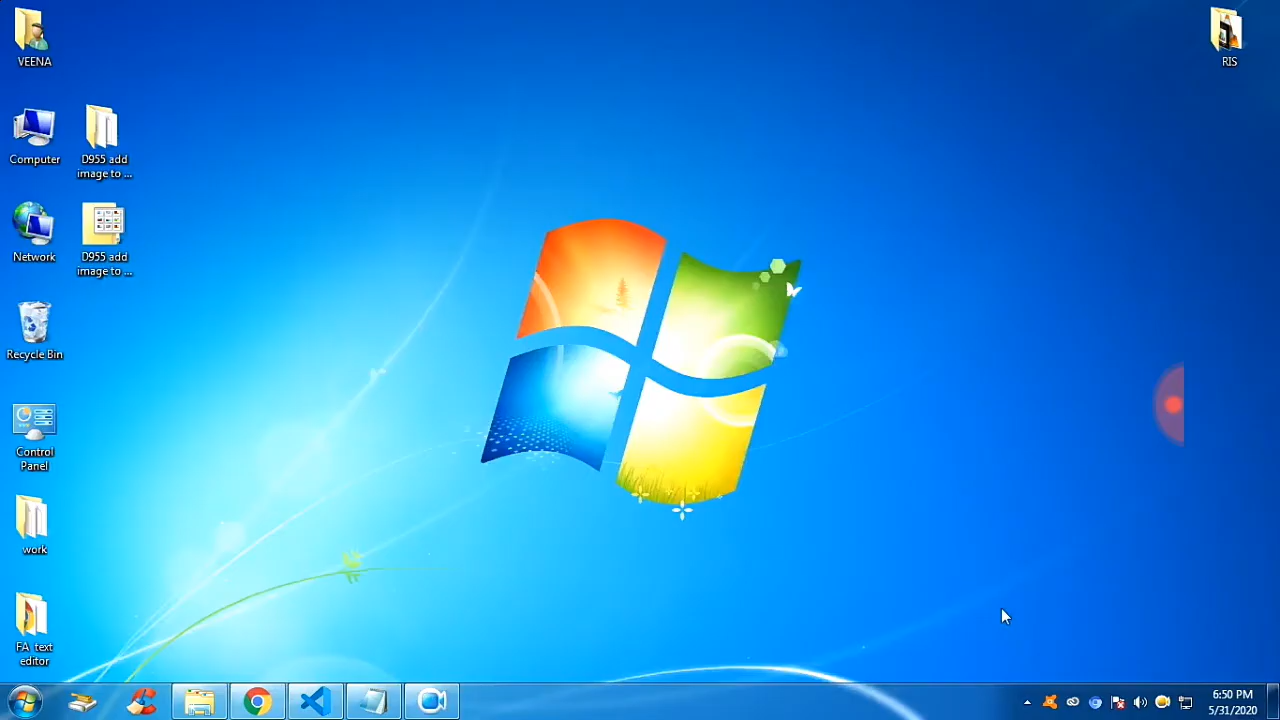 VEENA
RIS
Computer
D955 add
image to ...
Network
D955 add
image to ...
Recycle Bin
Control
Panel
work
FA text
editor
6:50 PM
5/31/2020